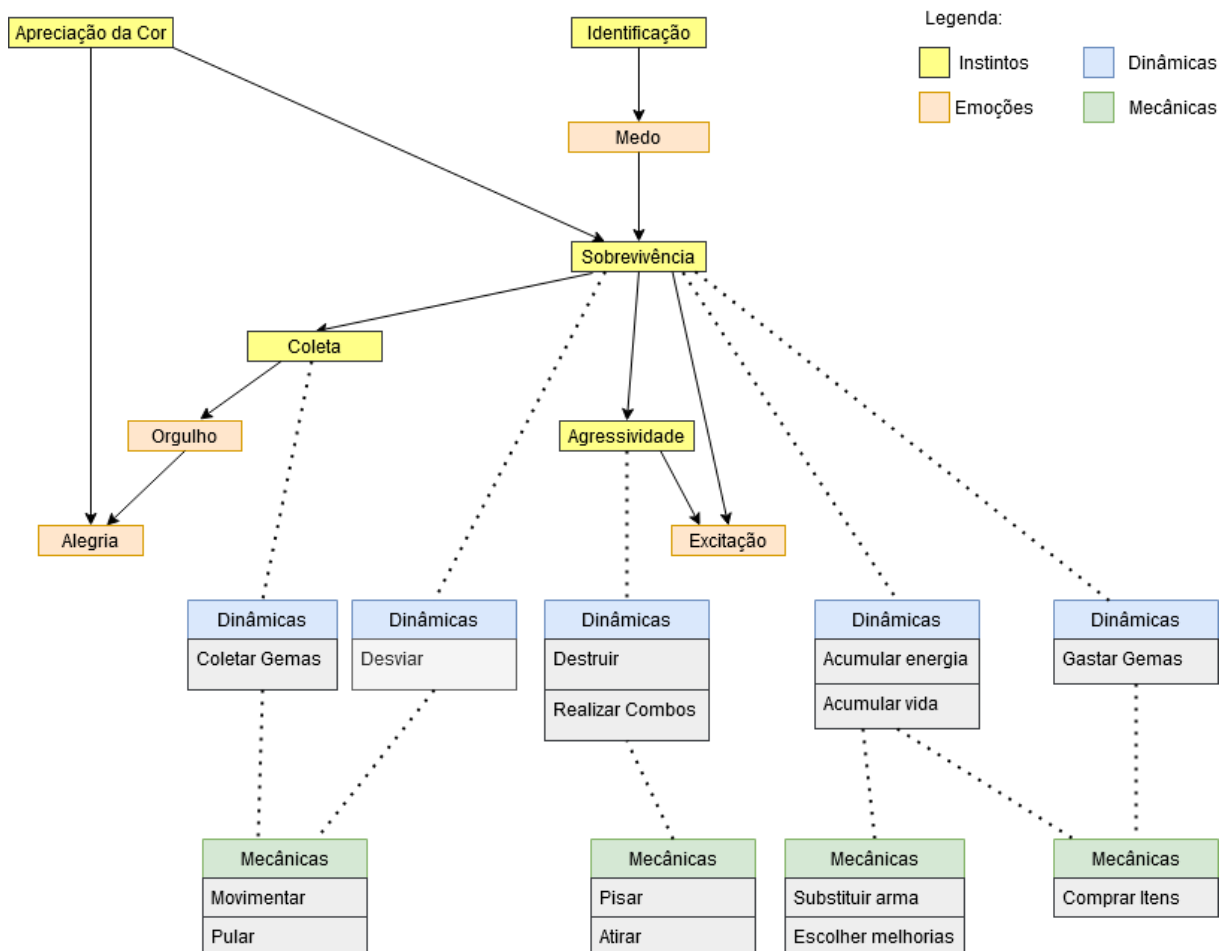 Apreciação da Cor
Identificação
Legenda:
Instintos
Dinâmicas
Emoções
Mecânicas
Medo
Sobrevivência
Coleta
Orgulho
Agressividade
Alegria
Excitação
Dinâmicas
Coletar Gemas
Dinâmicas
Desviar
Dinâmicas
Destruir
Realizar Combos
Dinâmicas
Acumular energia
Acumular vida
Dinâmicas
Gastar Gemas
Mecânicas
Movimentar
Pular
Mecânicas
Pisar
Atirar
Mecânicas
Substituir arma
Escolher melhorias
Mecânicas
Comprar Itens